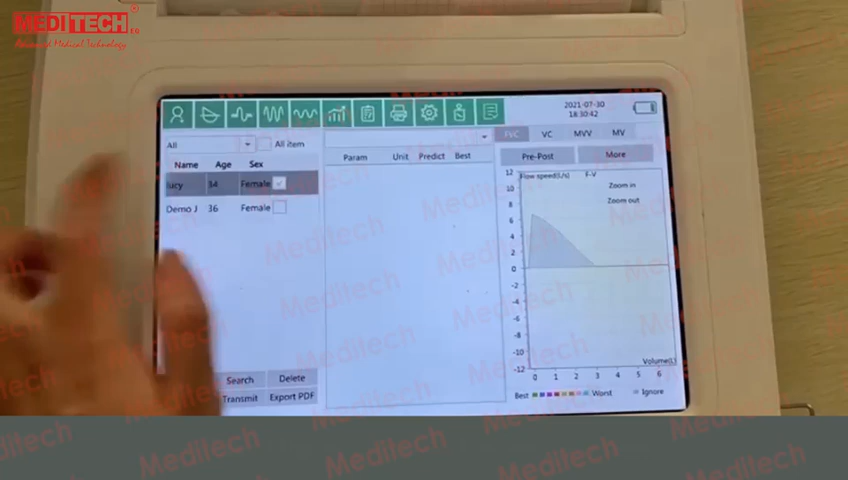 MEDITECH®
EQ
Advanced Medical Technology
2021-07-30
18:30:42
All
All item
Name Age Sex
lucy 34 Female
Demo J 36 Female
Search Delete
Transmit Export PDF
Param Unit Predict Best
FVC VC MVV MV
Pre-Post More
Flow speed(L/s) F-V
Zoom in
Zoom out
12
10
8
6
4
2
0
-2
-4
-6
-8
-10
-12
Volume(L)
0 1 2 3 4 5 6
Best Worst Ignore
Meditech